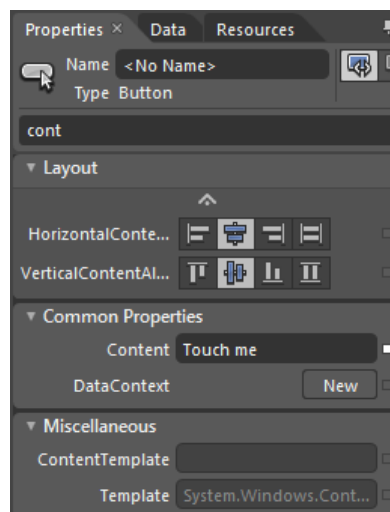 Properties × Data Resources
Name <No Name>
Type Button
cont
Layout
HorizontalConte...
VerticalContentAl...
Common Properties
Content Touch me
DataContext New
Miscellaneous
ContentTemplate
Template System.Windows.Cont...